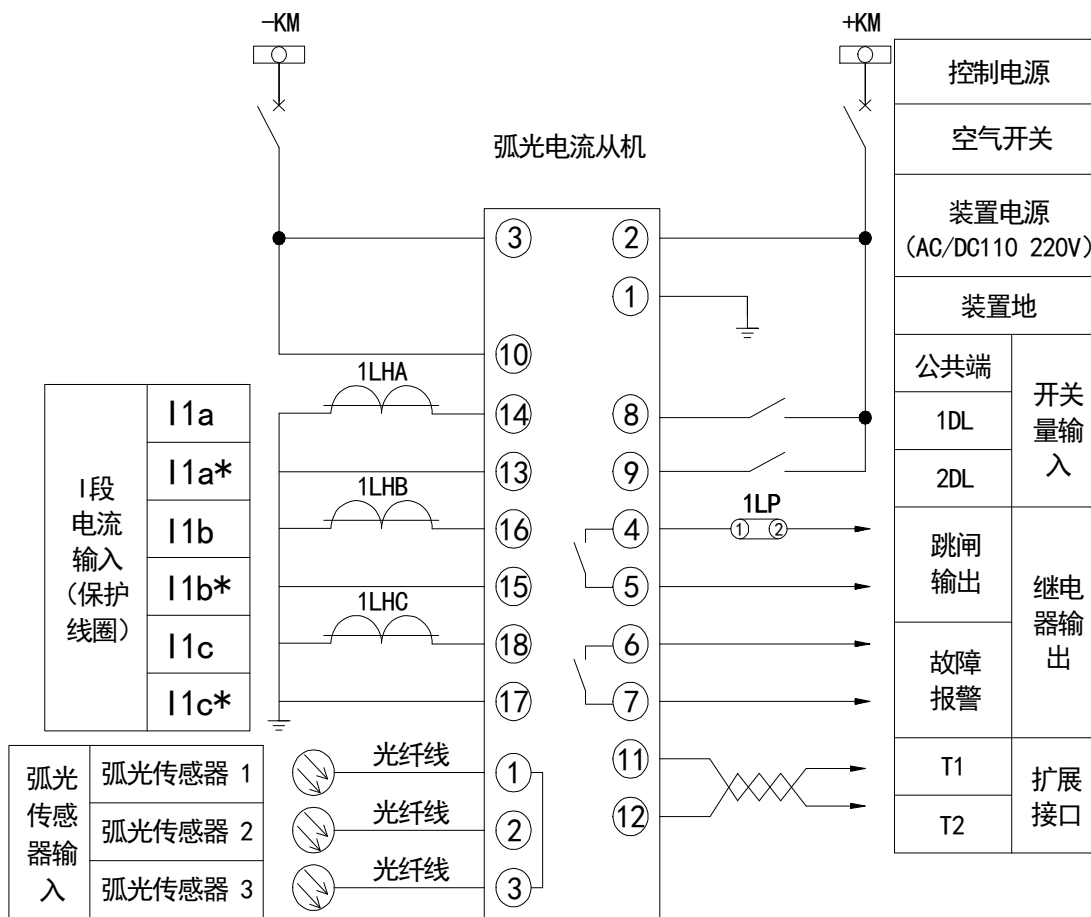 -KM
+KM
控制电源
空气开关
弧光电流从机
装置电源
(AC/DC110 220V)
3
2
1
装置地
10
公共端
1LHA
I1a
14
8
1DL
开关
量输
入
I1a*
13
9
2DL
I段
电流
输入
(保护
线圈)
1LHB
1LP
I1b
16
4
1
2
跳闸
输出
I1b*
15
5
继电
器输
出
1LHC
I1c
18
6
故障
报警
I1c*
17
7
弧光
传感
器输
入
弧光传感器 1
光纤线
1
11
T1
扩展
接口
弧光传感器 2
光纤线
2
12
T2
弧光传感器 3
光纤线
3